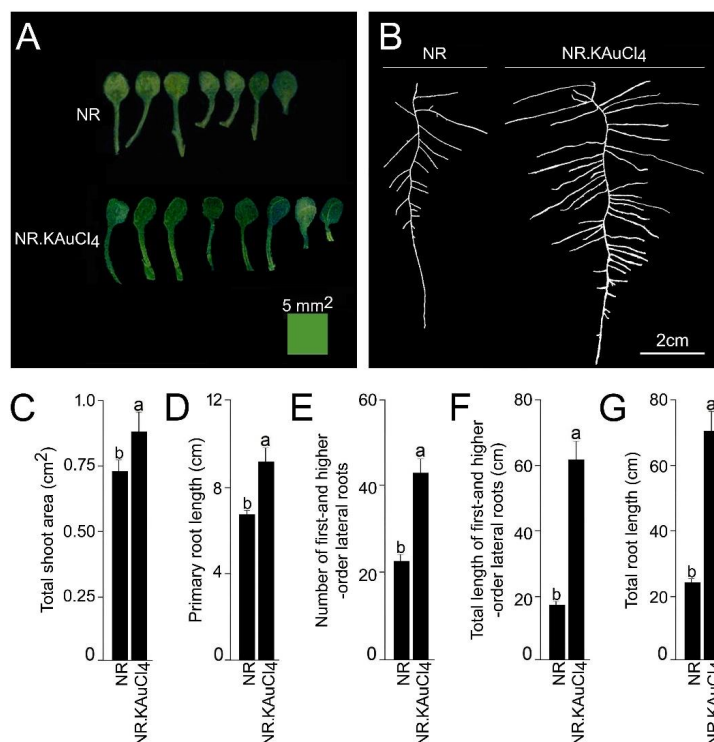 A
NR
NR.KAuCl4
5 mm2
B
NR
NR.KAuCl4
2cm
C
Total shoot area (cm2)
1.0
0.75
0.50
0.25
0
b
a
NR
NR.KAuCl4
D
Primary root length (cm)
12
9
6
4
0
b
a
NR
NR.KAuCl4
E
Number of first-and higher
-order lateral roots
60
40
20
0
b
a
NR
NR.KAuCl4
F
Total length of first-and higher
-order lateral roots (cm)
80
60
40
20
0
b
a
NR
NR.KAuCl4
G
Total root length (cm)
80
60
40
20
0
b
a
NR
NR.KAuCl4